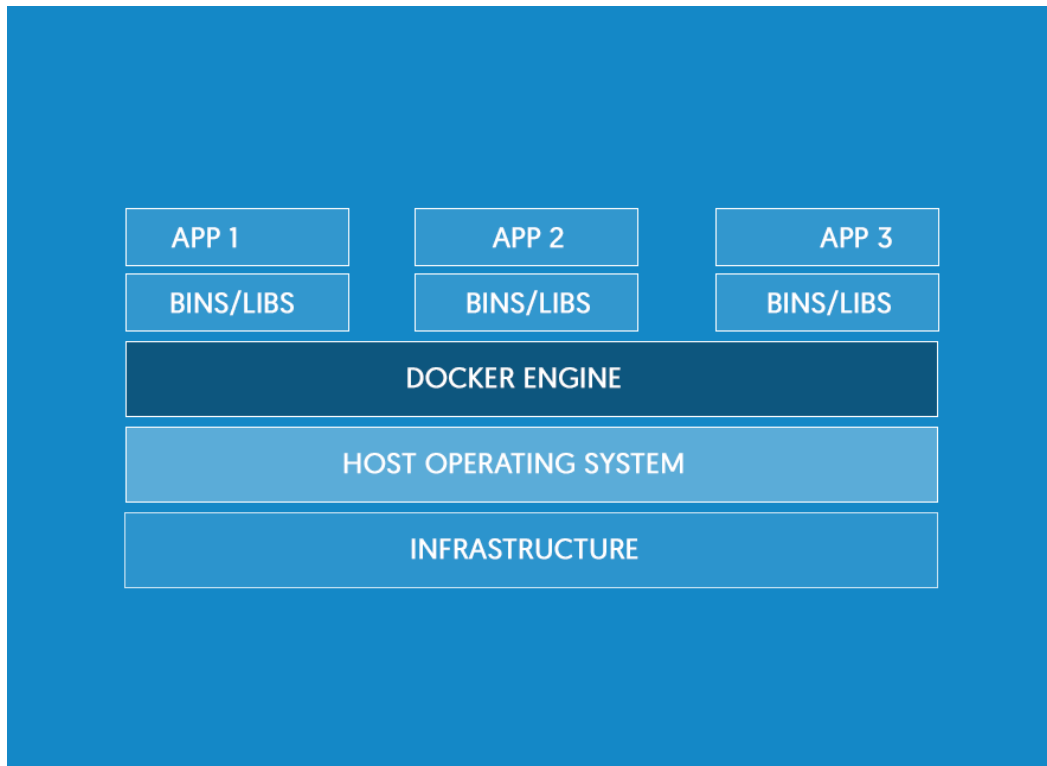 APP 1
APP 2
APP 3
BINS/LIBS
BINS/LIBS
BINS/LIBS
DOCKER ENGINE
HOST OPERATING SYSTEM
INFRASTRUCTURE